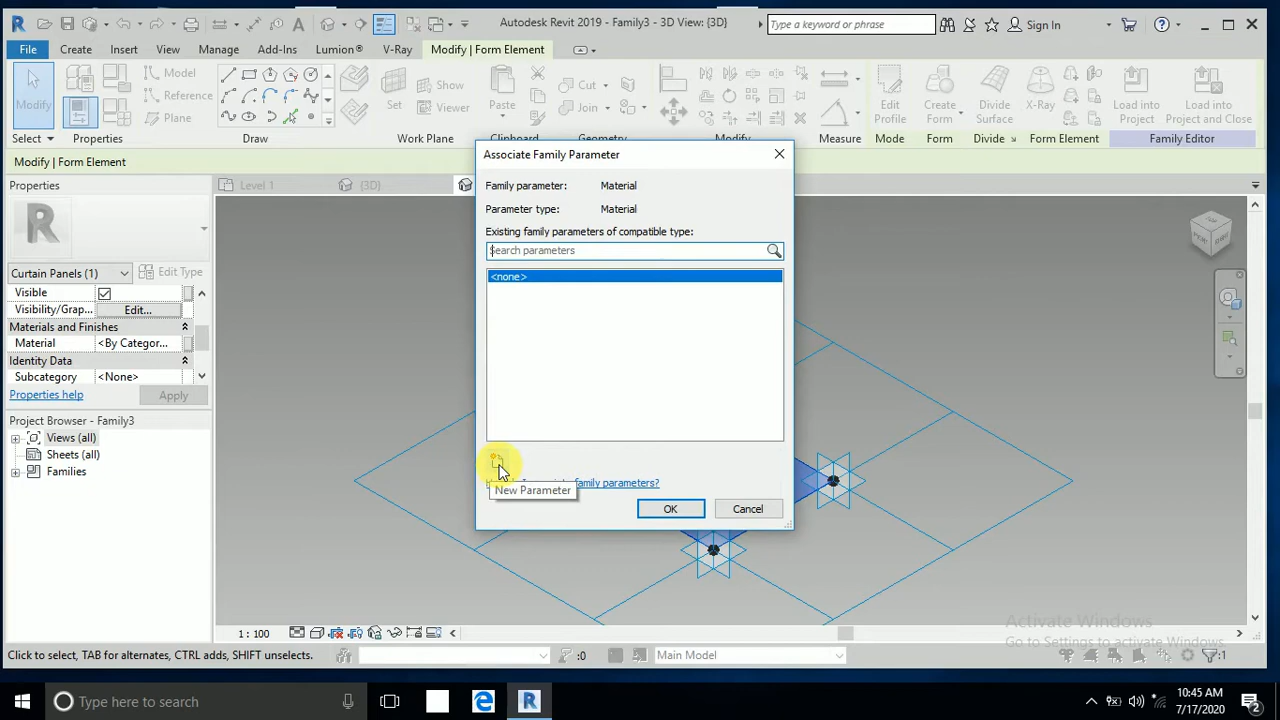 Autodesk Revit 2019 - Family3 - 3D View: {3D}
Type a keyword or phrase
Sign In
File
Create
Insert
View
Manage
Add-Ins
Lumion®
V-Ray
Modify | Form Element
Modify
Model
Reference
Plane
Set
Show
Viewer
Paste
Cut
Join
Edit
Profile
Create
Form
Divide
Surface
X-Ray
Load into
Project
Load into
Project and Close
Select
Properties
Draw
Work Plane
Clipboard
Geometry
Modify
Measure
Mode
Form
Divide
Form Element
Family Editor
Modify | Form Element
Properties
Level 1
{3D}
Curtain Panels (1)
Edit Type
Visible
Visibility/Grap...
Edit...
Materials and Finishes
Material
<By Categor...
Identity Data
Subcategory
<None>
Properties help
Apply
Project Browser - Family3
Views (all)
Sheets (all)
Families
Associate Family Parameter
Family parameter: Material
Parameter type: Material
Existing family parameters of compatible type:
Search parameters
<none>
New Parameter
family parameters?
OK
Cancel
1 : 100
Activate Windows
Go to Settings to activate Windows.
Click to select, TAB for alternates, CTRL adds, SHIFT unselects.
:0
Main Model
:1
Type here to search
10:45 AM
7/17/2020
2